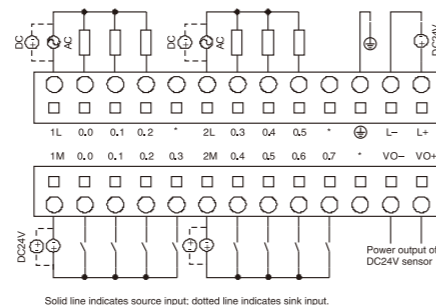 DC AC DC AC DC24V
1L 0.0 0.1 0.2 * 2L 0.3 0.4 0.5 * L− L+
1M 0.0 0.1 0.2 0.3 2M 0.4 0.5 0.6 0.7 * VO− VO+
DC24V
Power output of
DC24V sensor
Solid line indicates source input; dotted line indicates sink input.